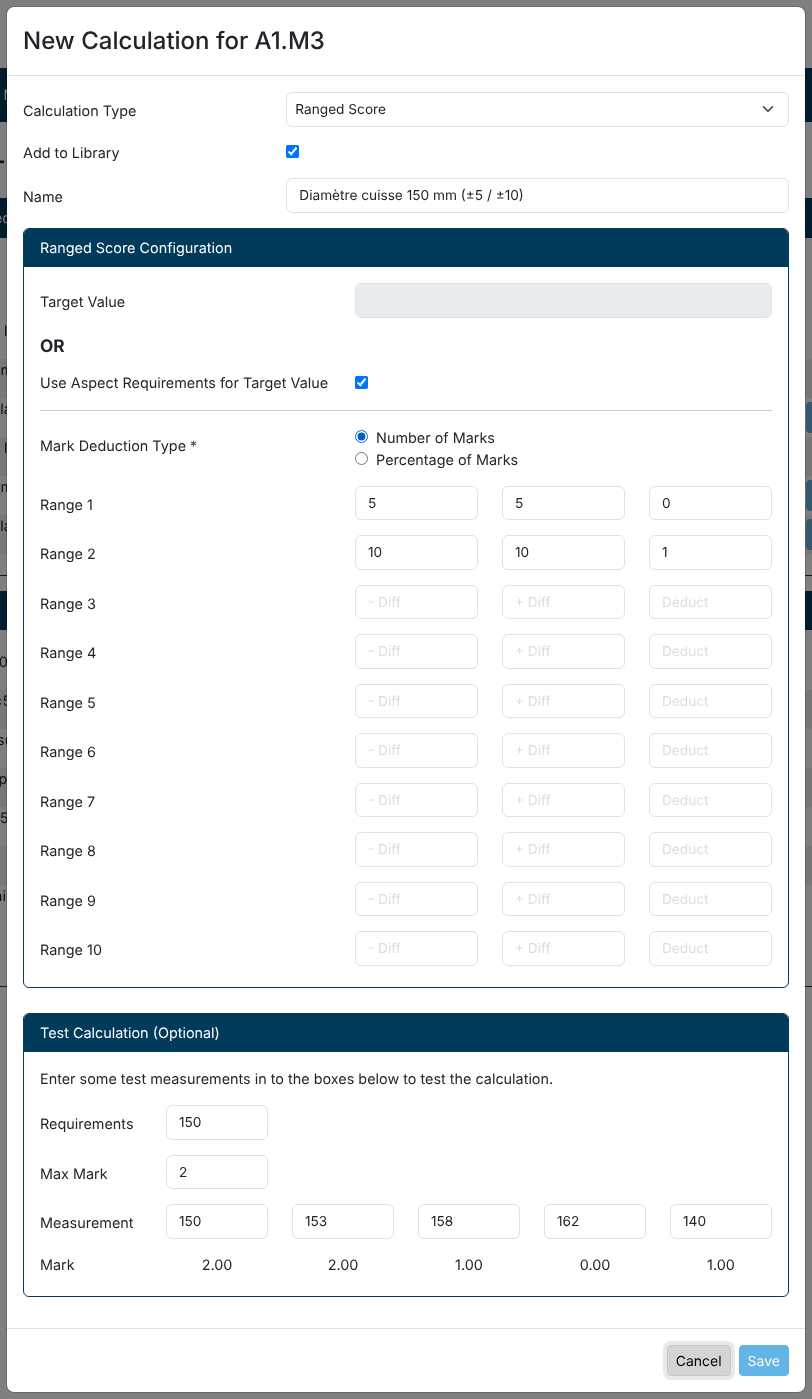 New Calculation for A1.M3
Calculation Type Ranged Score
Add to Library
Name Diamètre cuisse 150 mm (±5 / ±10)
Ranged Score Configuration
Target Value
OR
Use Aspect Requirements for Target Value
Mark Deduction Type * Number of Marks
Percentage of Marks
Range 1 5 5 0
Range 2 10 10 1
Range 3 - Diff + Diff Deduct
Range 4 - Diff + Diff Deduct
Range 5 - Diff + Diff Deduct
Range 6 - Diff + Diff Deduct
Range 7 - Diff + Diff Deduct
Range 8 - Diff + Diff Deduct
Range 9 - Diff + Diff Deduct
Range 10 - Diff + Diff Deduct
Test Calculation (Optional)
Enter some test measurements in to the boxes below to test the calculation.
Requirements 150
Max Mark 2
Measurement 150 153 158 162 140
Mark 2.00 2.00 1.00 0.00 1.00
Cancel Save